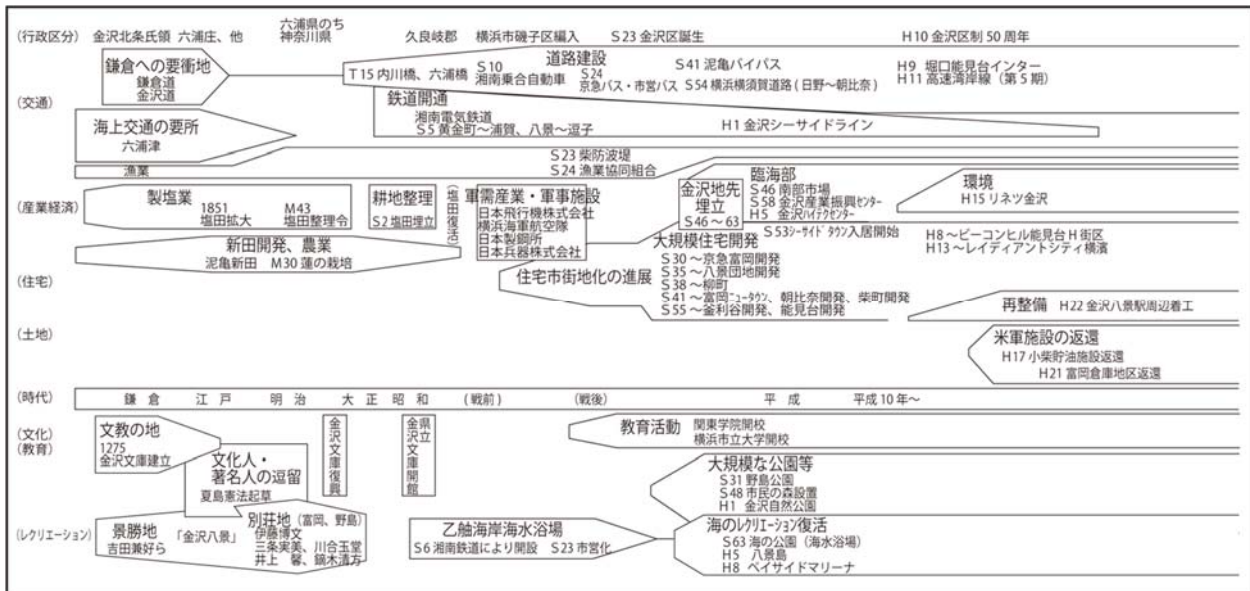 (行政区分) 金沢北条氏領 六浦庄、他 六浦県のち 神奈川県 久良岐郡 横浜市磯子区編入 S23 金沢区誕生 H10 金沢区制 50 周年
(交通)
鎌倉への要衝地
鎌倉道
金沢道
海上交通の要所
六浦津
道路建設
T15 内川橋、六浦橋
S10
湘南乗合自動車
S24
京急バス・市営バス
S41 泥亀バイパス
S54 横浜横須賀道路 ( 日野〜朝比奈 )
H9 堀口能見台インター
H11 高速湾岸線(第 5 期)
鉄道開通
湘南電気鉄道
S5 黄金町〜浦賀、八景〜逗子
H1 金沢シーサイドライン
漁業
S23 柴防波堤
S24 漁業協同組合
(産業経済)
製塩業
1851
塩田拡大
M43
塩田整理令
耕地整理
S2 塩田埋立
(塩田復活)
軍需産業・軍事施設
日本飛行機株式会社
横浜海軍航空隊
日本製鋼所
日本兵器株式会社
金沢地先
埋立
S46 〜 63
臨海部
S46 南部市場
S58 金沢産業振興センター
H5 金沢ハイテクセンター
環境
H15 リネツ金沢
新田開発、農業
泥亀新田 M30 蓮の栽培
(住宅)
住宅市街地化の進展
S53シーサイドタウン入居開始
大規模住宅開発
S30 〜京急富岡開発
S35 〜八景団地開発
S38 〜柳町
S41 〜富岡ニュータウン、朝比奈開発、柴町開発
S55 〜釜利谷開発、能見台開発
H8 〜ビーコンヒル能見台 H 街区
H13 〜レイディアントシティ横濱
再整備 H22 金沢八景駅周辺着工
(土地)
米軍施設の返還
H17 小柴貯油施設返還
H21 富岡倉庫地区返還
(時代) 鎌倉 江戸 明治 大正 昭和 (戦前) (戦後) 平成 平成 10 年〜
(文化)
(教育)
文教の地
1275
金沢文庫建立
文化人・
著名人の逗留
夏島憲法起草
金沢文庫復興
県立金沢文庫開館
教育活動
関東学院開校
横浜市立大学開校
大規模な公園等
S31 野島公園
S48 市民の森設置
H1 金沢自然公園
(レクリエーション)
景勝地
吉田兼好ら
「金沢八景」
別荘地(富岡、野島)
伊藤博文
三条実美、川合玉堂
井上 馨、鏑木清方
乙舳海岸海水浴場
S6 湘南鉄道により開設 S23 市営化
海のレクリエーション復活
S63 海の公園(海水浴場)
H5 八景島
H8 ベイサイドマリーナ